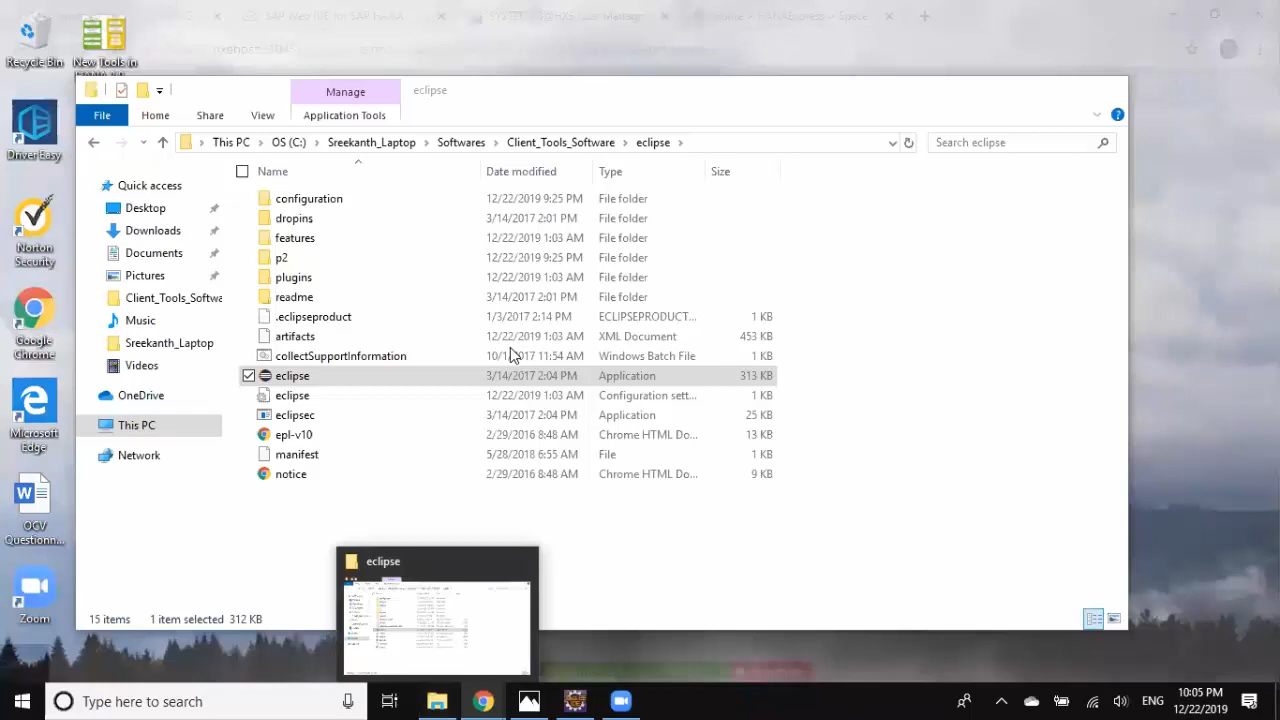 SAP Web IDE for SAP HANA
Recycle Bin
New Tools in
Manage
eclipse
File
Home
Share
View
Application Tools
This PC
OS (C:)
Sreekanth_Laptop
Softwares
Client_Tools_Software
eclipse
Search eclipse
Name
Date modified
Type
Size
Quick access
Desktop
Downloads
Documents
Pictures
Client_Tools_Softwa
Music
Sreekanth_Laptop
Videos
OneDrive
This PC
Network
configuration 12/22/2019 9:25 PM File folder
dropins 3/14/2017 2:01 PM File folder
features 12/22/2019 1:03 AM File folder
p2 12/22/2019 9:25 PM File folder
plugins 12/22/2019 1:03 AM File folder
readme 3/14/2017 2:01 PM File folder
.eclipseproduct 1/3/2017 2:14 PM ECLIPSEPRODUCT... 1 KB
artifacts 12/22/2019 1:03 AM XML Document 453 KB
collectSupportInformation 11:54 AM Windows Batch File 1 KB
eclipse 3/14/2017 2:04 PM Application 313 KB
eclipse 12/22/2019 1:03 AM Configuration sett... 1 KB
eclipsec 3/14/2017 2:04 PM Application 25 KB
epl-v10 2/29/2016 8:48 AM Chrome HTML Do... 13 KB
manifest 5/28/2018 6:55 AM File 1 KB
notice 2/29/2016 8:48 AM Chrome HTML Do... 9 KB
DriverEasy
Norton
Security
Google
Chrome
Microsoft
Edge
OCV
Questionn...
Zoom
eclipse
15 items
selected 312 KB
Type here to search
ENG
10:05 PM
12/22/2019